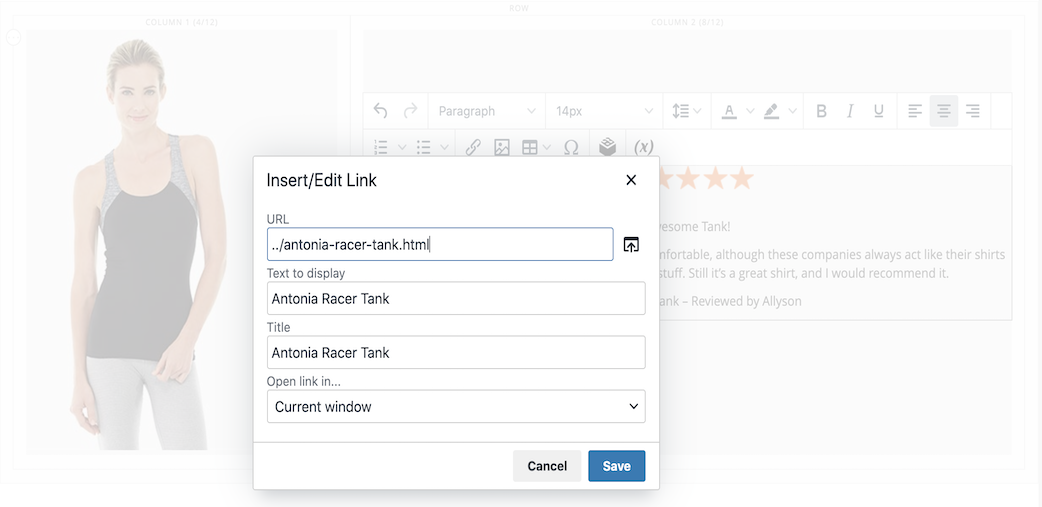 ROW
COLUMN 1 (4/12)
COLUMN 2 (8/12)
Paragraph
14px
A
B I U
Ω
(x)
Insert/Edit Link
URL
../antonia-racer-tank.html
Text to display
Antonia Racer Tank
Title
Antonia Racer Tank
Open link in...
Current window
Cancel
Save
Tank!
although these companies always act like their shirts
stuff. Still it's a great shirt, and I would recommend it.
– Reviewed by Allyson